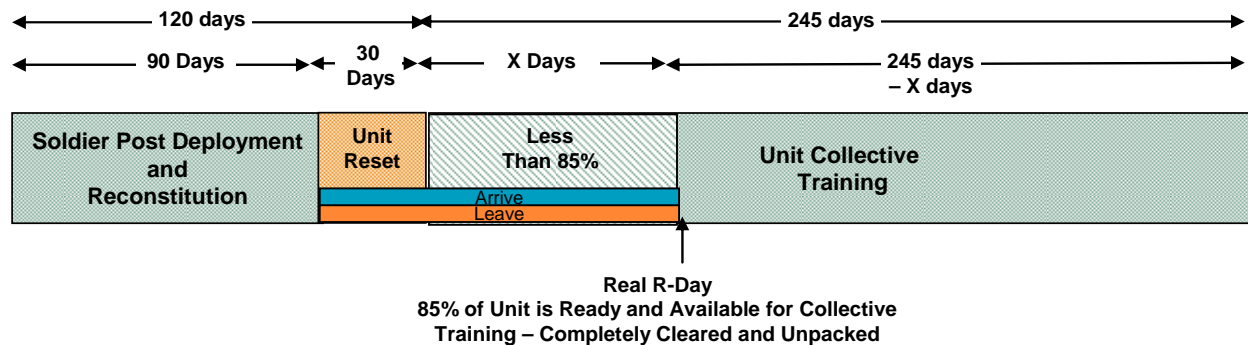 120 days
245 days
90 Days
30
Days
X Days
245 days
– X days
Soldier Post Deployment
and
Reconstitution
Unit
Reset
Less
Than 85%
Unit Collective
Training
Arrive
Leave
Real R-Day
85% of Unit is Ready and Available for Collective
Training – Completely Cleared and Unpacked